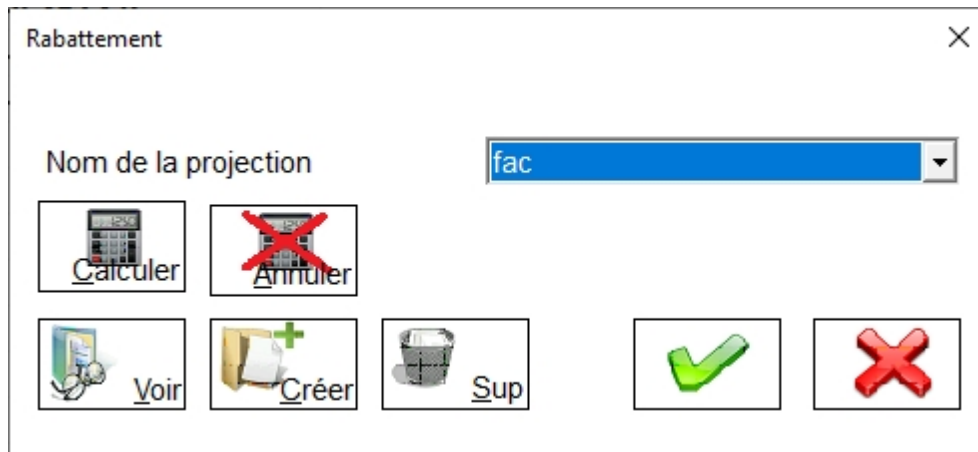 Rabattement
Nom de la projection
fac
Calculer
Annuler
Voir
Créer
Sup